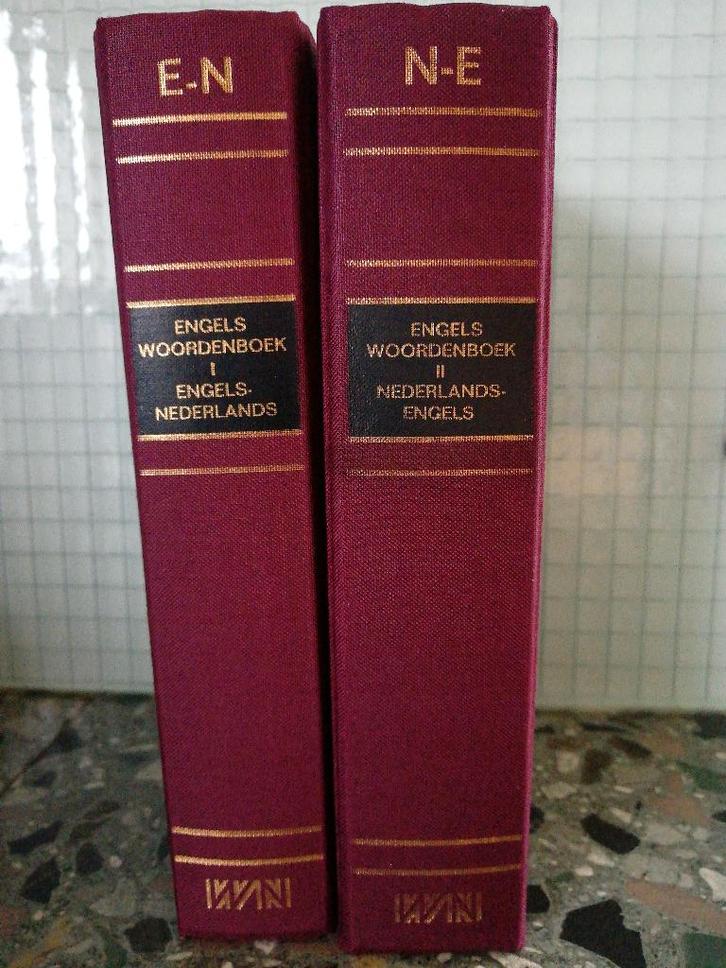 E-N
ENGELS
WOORDENBOEK
I
ENGELS-
NEDERLANDS
N-E
ENGELS
WOORDENBOEK
II
NEDERLANDS-
ENGELS